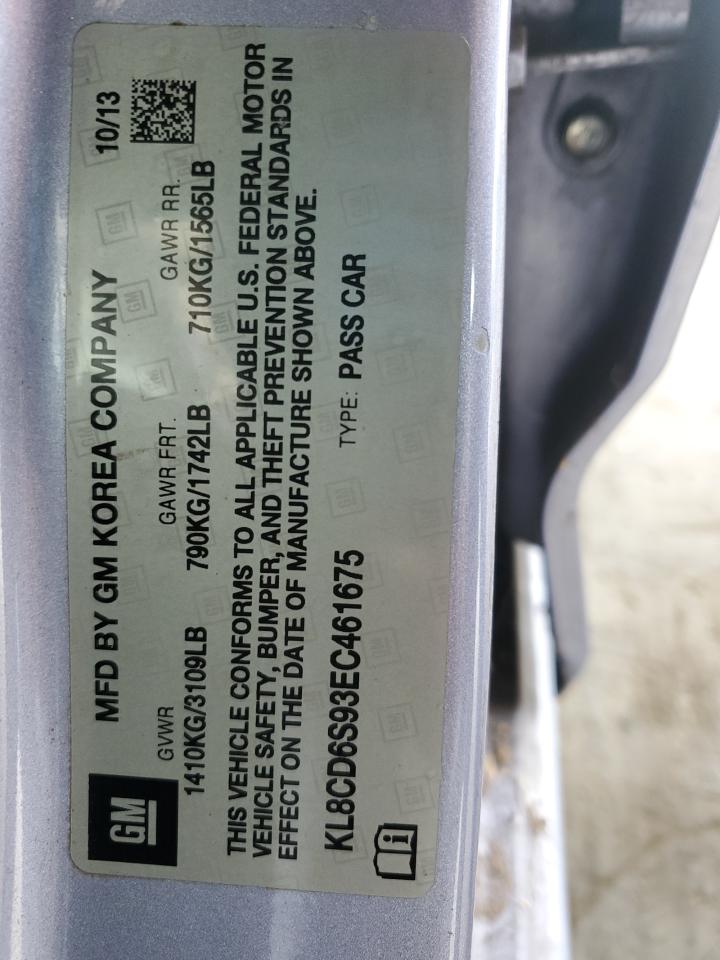 GM
MFD BY GM KOREA COMPANY 10/13
GVWR GAWR FRT. GAWR RR.
1410KG/3109LB 790KG/1742LB 710KG/1565LB
THIS VEHICLE CONFORMS TO ALL APPLICABLE U.S. FEDERAL MOTOR
VEHICLE SAFETY, BUMPER, AND THEFT PREVENTION STANDARDS IN
EFFECT ON THE DATE OF MANUFACTURE SHOWN ABOVE.
KL8CD6S93EC461675 TYPE: PASS CAR